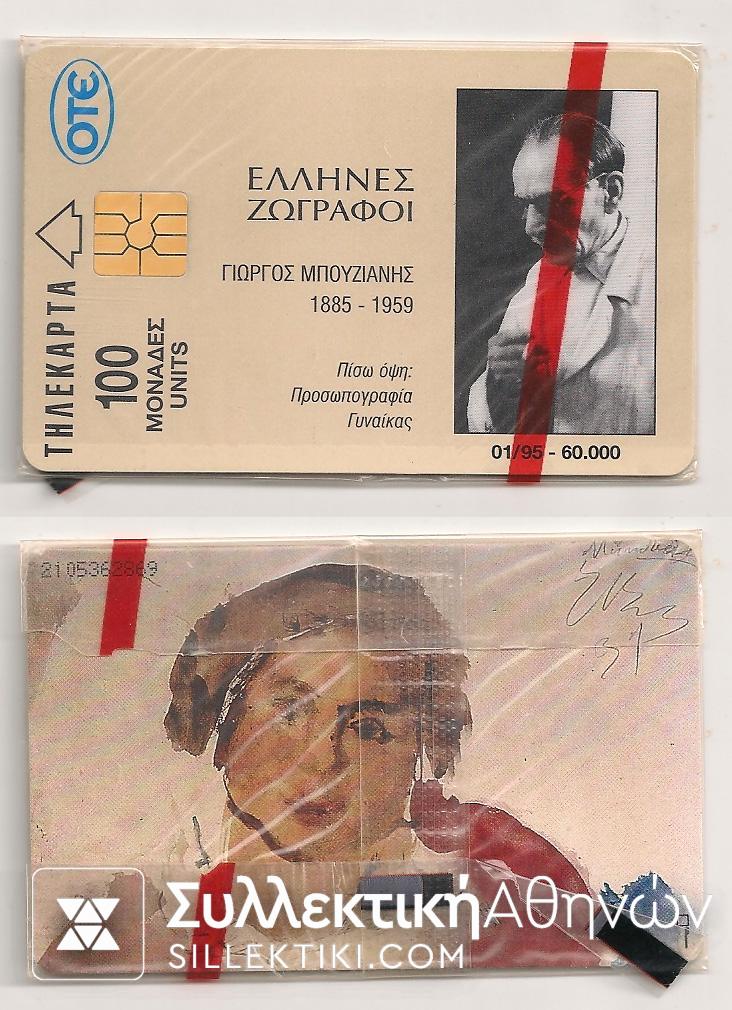 ΟΤΕ
ΤΗΛΕΚΑΡΤΑ
100
ΜΟΝΑΔΕΣ
UNITS
ΕΛΛΗΝΕΣ
ΖΩΓΡΑΦΟΙ
ΓΙΩΡΓΟΣ ΜΠΟΥΖΙΑΝΗΣ
1885 - 1959
Πίσω όψη:
Προσωπογραφία
Γυναίκας
01/95 - 60.000
2105362869
ΣυλλεκτικήΑθηνών
SILLEKTIKI.COM